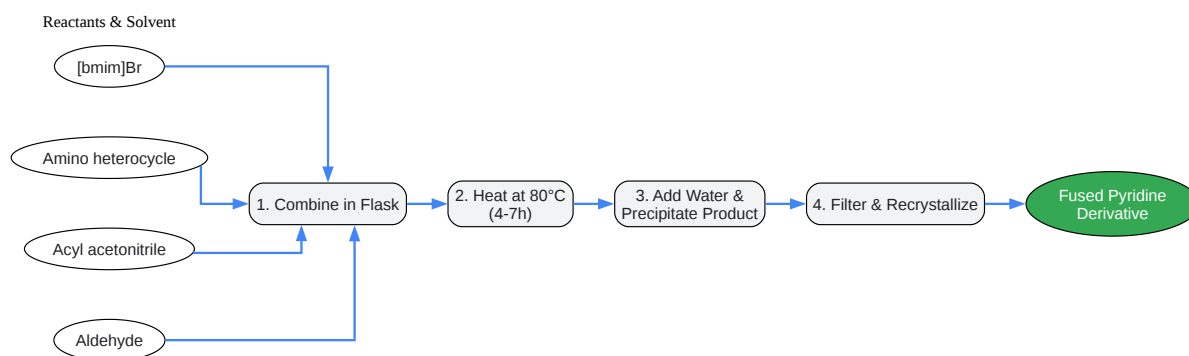 Reactants & Solvent
[bmim]Br
Amino heterocycle
Acyl acetonitrile
Aldehyde
1. Combine in Flask
2. Heat at 80°C
(4-7h)
3. Add Water &
Precipitate Product
4. Filter & Recrystallize
Fused Pyridine
Derivative